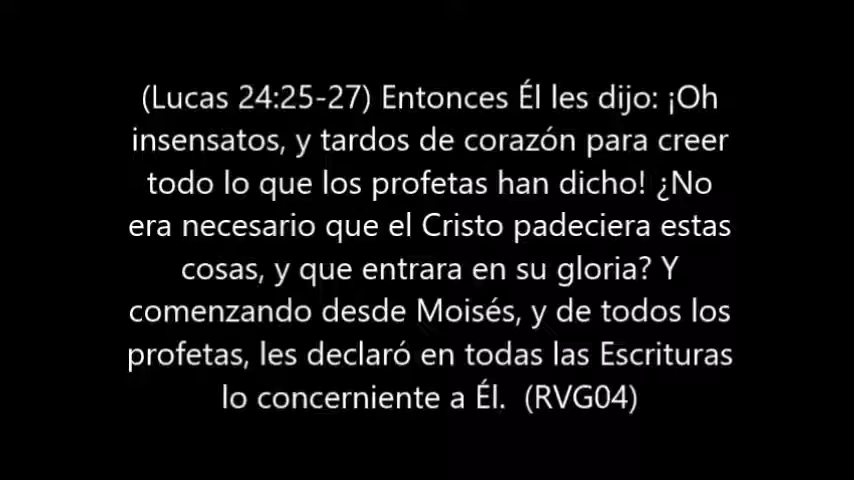 (Lucas 24:25-27) Entonces Él les dijo: ¡Oh
insensatos, y tardos de corazón para creer
todo lo que los profetas han dicho! ¿No
era necesario que el Cristo padeciera estas
cosas, y que entrara en su gloria? Y
comenzando desde Moisés, y de todos los
profetas, les declaró en todas las Escrituras
lo concerniente a Él.  (RVG04)